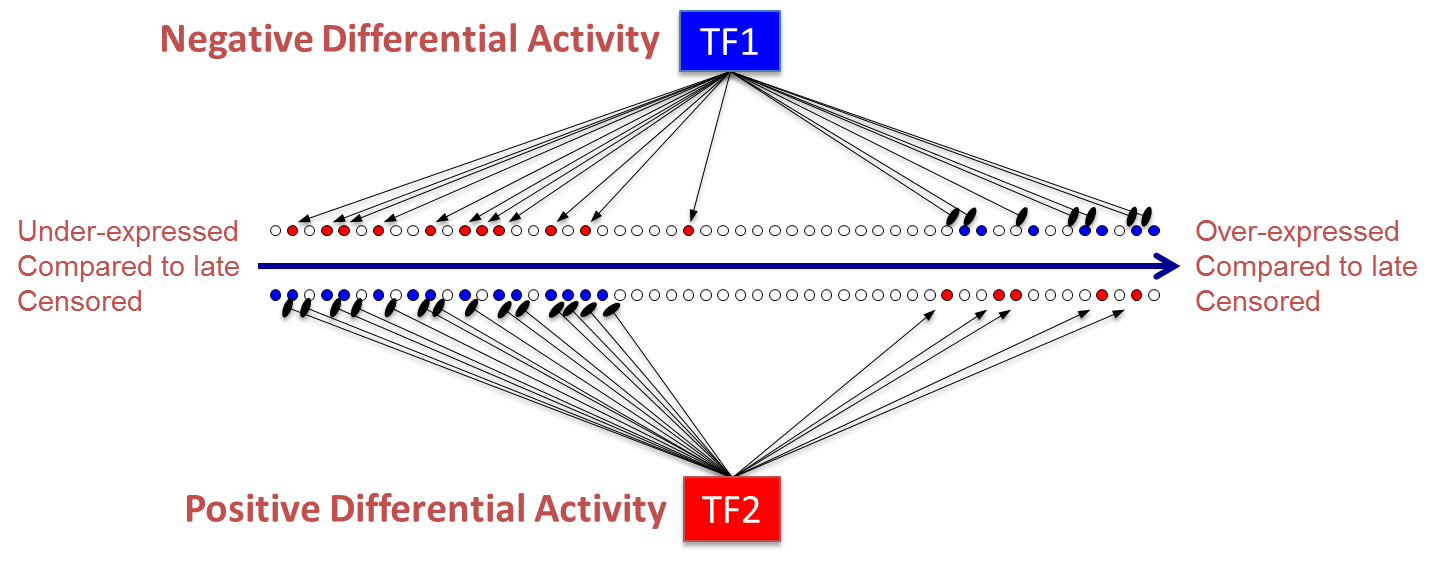 Negative Differential Activity
TF1
Under-expressed
Compared to late
Censored
Over-expressed
Compared to late
Censored
Positive Differential Activity
TF2